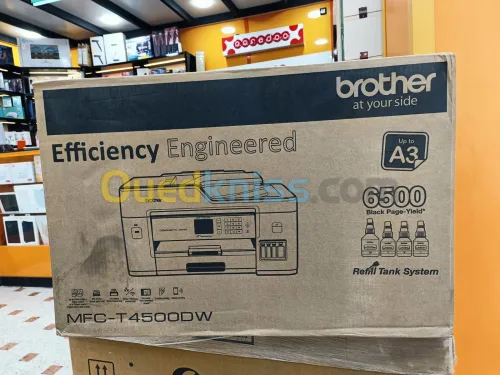 ooredoo
brother
at your side
Efficiency Engineered
Up to
A3
Ouedkniss.com
6500
Black Page-Yield*
Refill Tank System
MFC-T4500DW